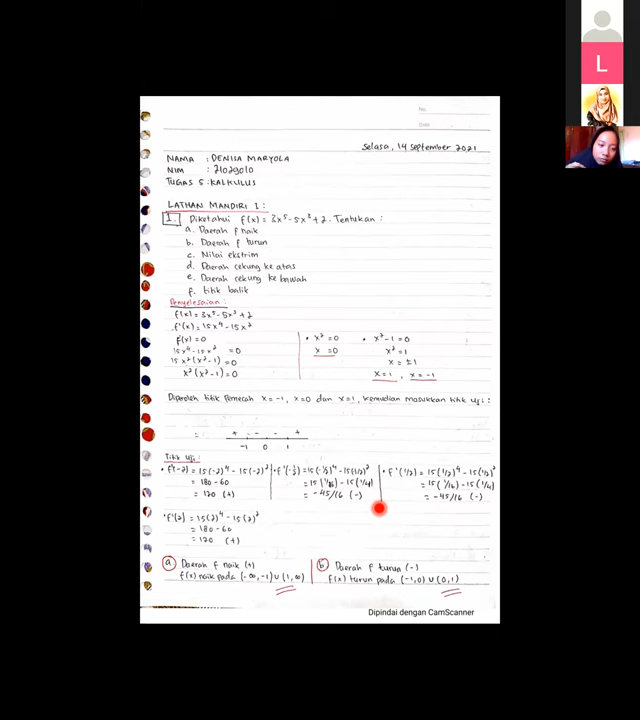 L
No.
Date
Selasa, 14 September 2021
NAMA : DENISA MARYOLA
NIM : 21029010
TUGAS 5 : KALKULUS
LATIHAN MANDIRI 1 :
1. Diketahui f(x) = 3x⁵ - 5x³ + 2. Tentukan :
a. Daerah f naik
b. Daerah f turun
c. Nilai ekstrim
d. Daerah cekung ke atas
e. Daerah cekung ke bawah
f. titik balik
Penyelesaian :
f(x) = 3x⁵ - 5x³ + 2
f'(x) = 15x⁴ - 15x²
f'(x) = 0
15x⁴ - 15x² = 0
15x² (x² - 1) = 0
x² (x² - 1) = 0
• x² = 0
x = 0
• x² - 1 = 0
x² = 1
x = ±1
x = 1 , x = -1
Diperoleh titik Pemecah x = -1, x = 0 dan x = 1, kemudian masukkan titik uji :
= + - - +
-1 0 1
Titik Uji :
• f'(-2) = 15(-2)⁴ - 15(-2)²
= 180 - 60
= 120 (+)
• f'(-1/2) = 15(-1/2)⁴ - 15(1/2)²
= 15(1/16) - 15(1/4)
= -45/16 (-)
• f'(1/2) = 15(1/2)⁴ - 15(1/2)²
= 15(1/16) - 15(1/4)
= -45/16 (-)
• f'(2) = 15(2)⁴ - 15(2)²
= 180 - 60
= 120 (+)
a Daerah f naik (+)
f(x) naik pada (-∞, -1) ∪ (1, ∞)
b Daerah f turun (-)
f(x) turun pada (-1,0) ∪ (0,1)
Dipindai dengan CamScanner